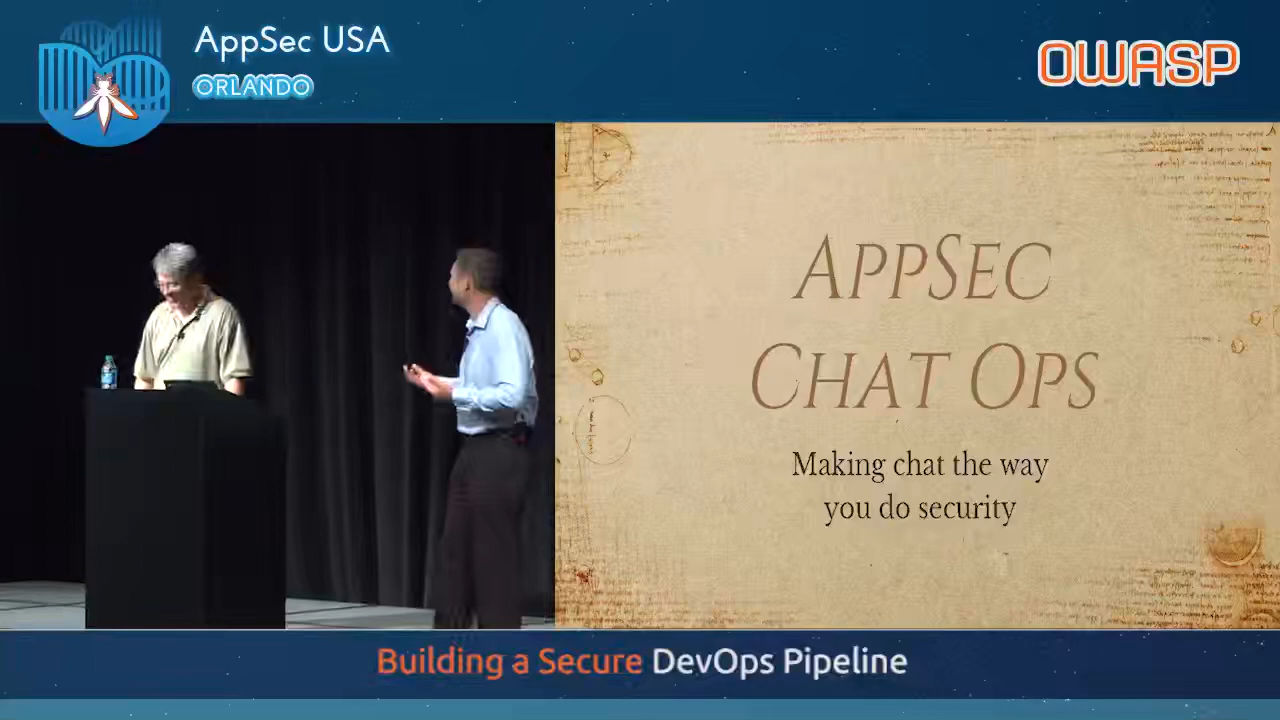 AppSec USA
ORLANDO
OWASP
AppSec
Chat Ops
Making chat the way
you do security
Building a Secure DevOps Pipeline